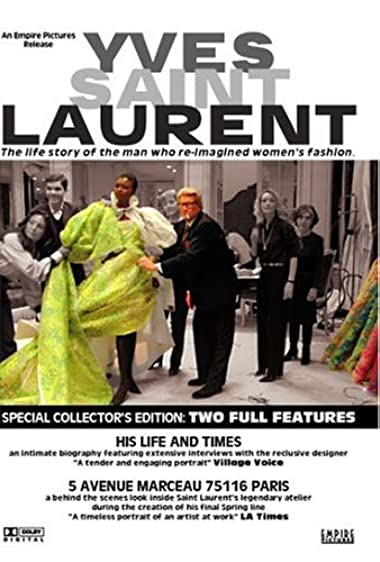 An Empire Pictures
Release
YVES
SAINT
LAURENT
The life story of the man who re-imagined women's fashion.
SPECIAL COLLECTOR'S EDITION: TWO FULL FEATURES
HIS LIFE AND TIMES
an intimate biography featuring extensive interviews with the reclusive designer
"A tender and engaging portrait" Village Voice
5 AVENUE MARCEAU 75116 PARIS
a behind the scenes look inside Saint Laurent's legendary atelier
during the creation of his final Spring line
"A timeless portrait of an artist at work" LA Times
DOLBY
DIGITAL
EMPIRE
PICTURES